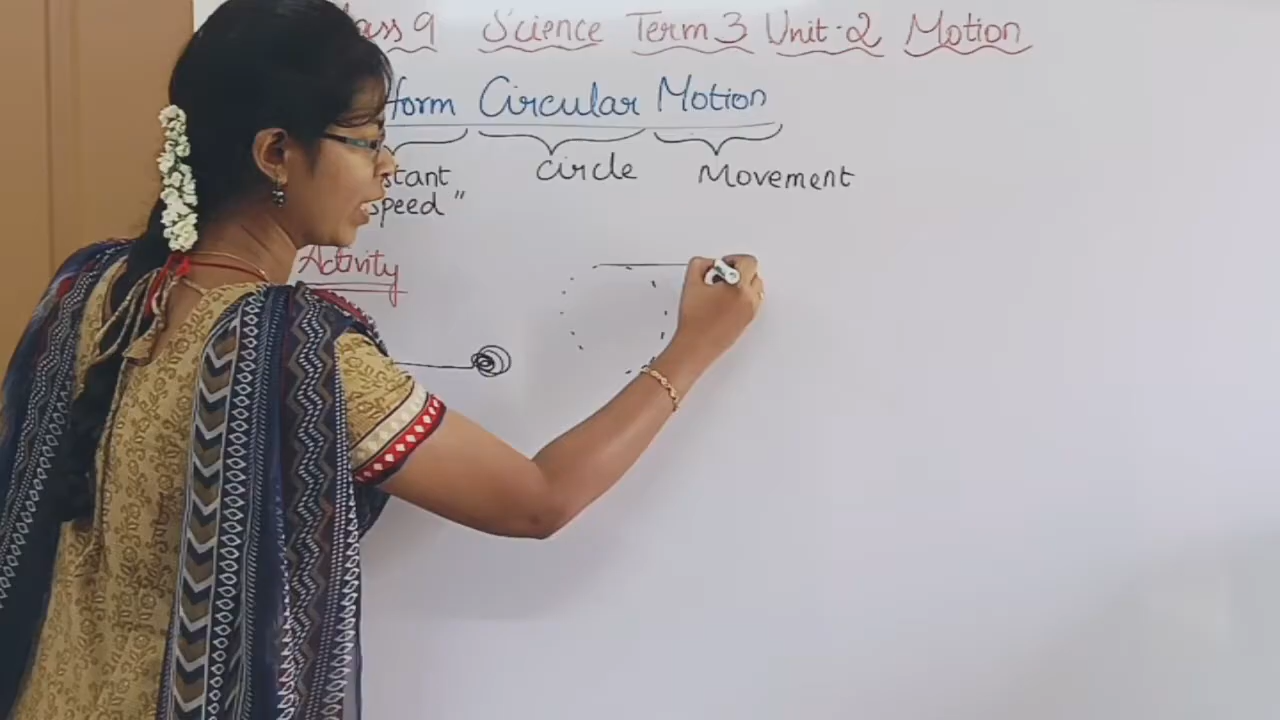 ass 9 Science Term 3 Unit-2 Motion
form Circular Motion
stant circle Movement
speed"
Activity